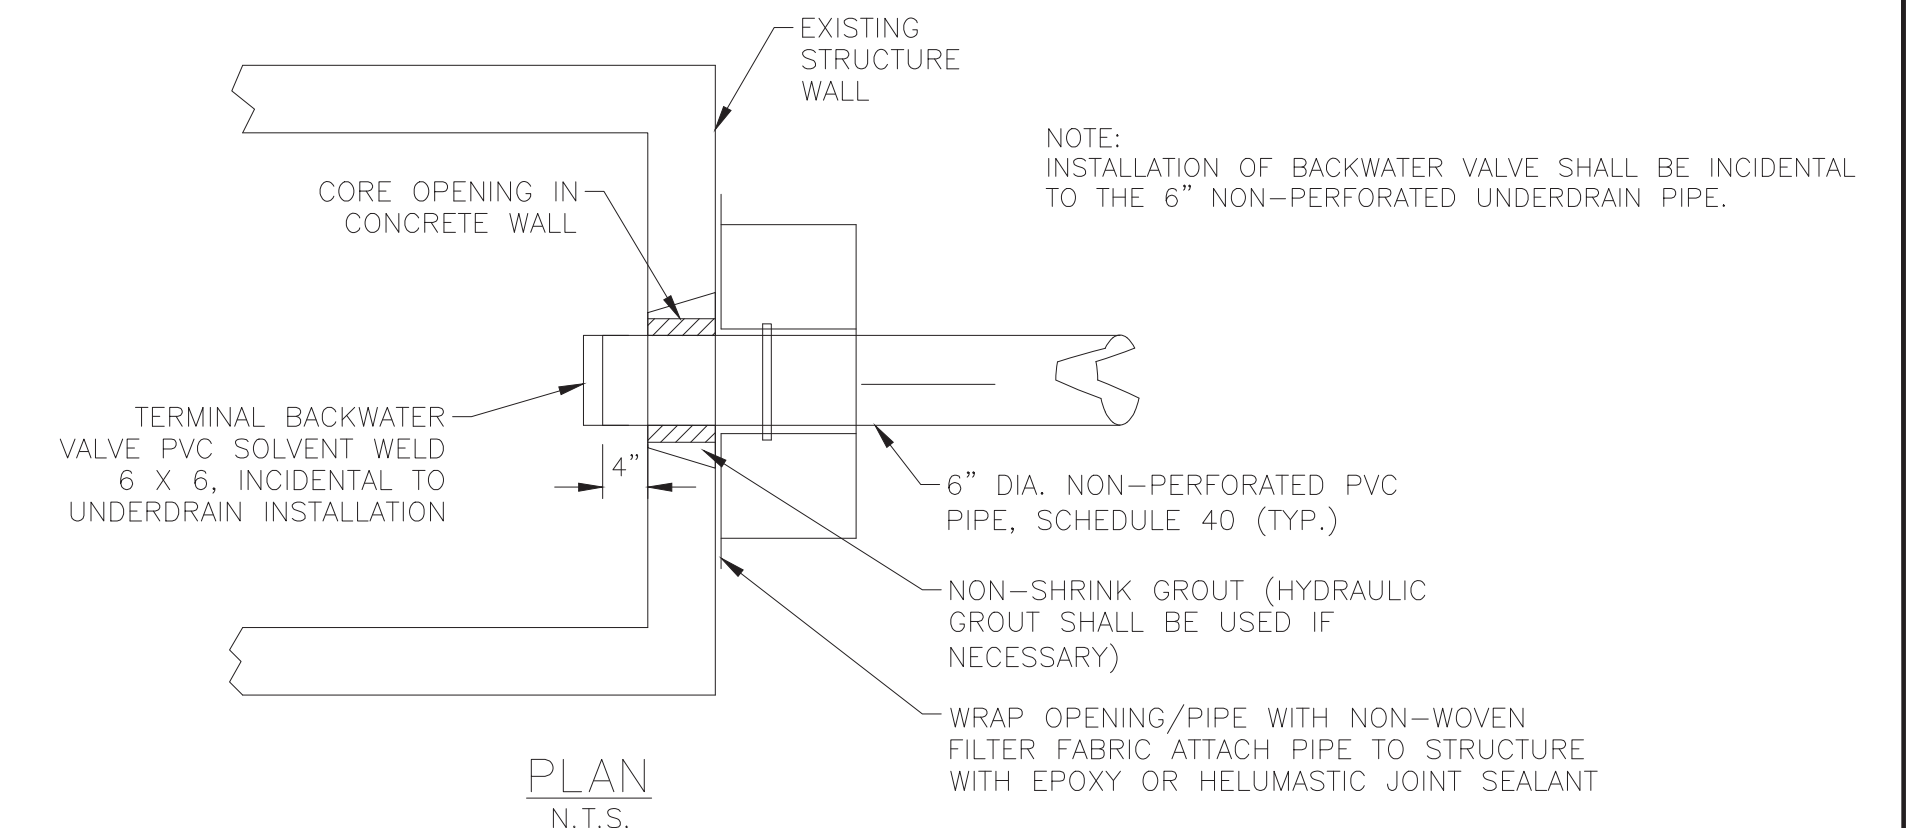 EXISTING
STRUCTURE
WALL
NOTE:
INSTALLATION OF BACKWATER VALVE SHALL BE INCIDENTAL
TO THE 6" NON-PERFORATED UNDERDRAIN PIPE.
CORE OPENING IN
CONCRETE WALL
TERMINAL BACKWATER
VALVE PVC SOLVENT WELD
6 X 6, INCIDENTAL TO
UNDERDRAIN INSTALLATION
4"
6" DIA. NON-PERFORATED PVC
PIPE, SCHEDULE 40 (TYP.)
NON-SHRINK GROUT (HYDRAULIC
GROUT SHALL BE USED IF
NECESSARY)
WRAP OPENING/PIPE WITH NON-WOVEN
FILTER FABRIC ATTACH PIPE TO STRUCTURE
WITH EPOXY OR HELUMASTIC JOINT SEALANT
PLAN
N.T.S.